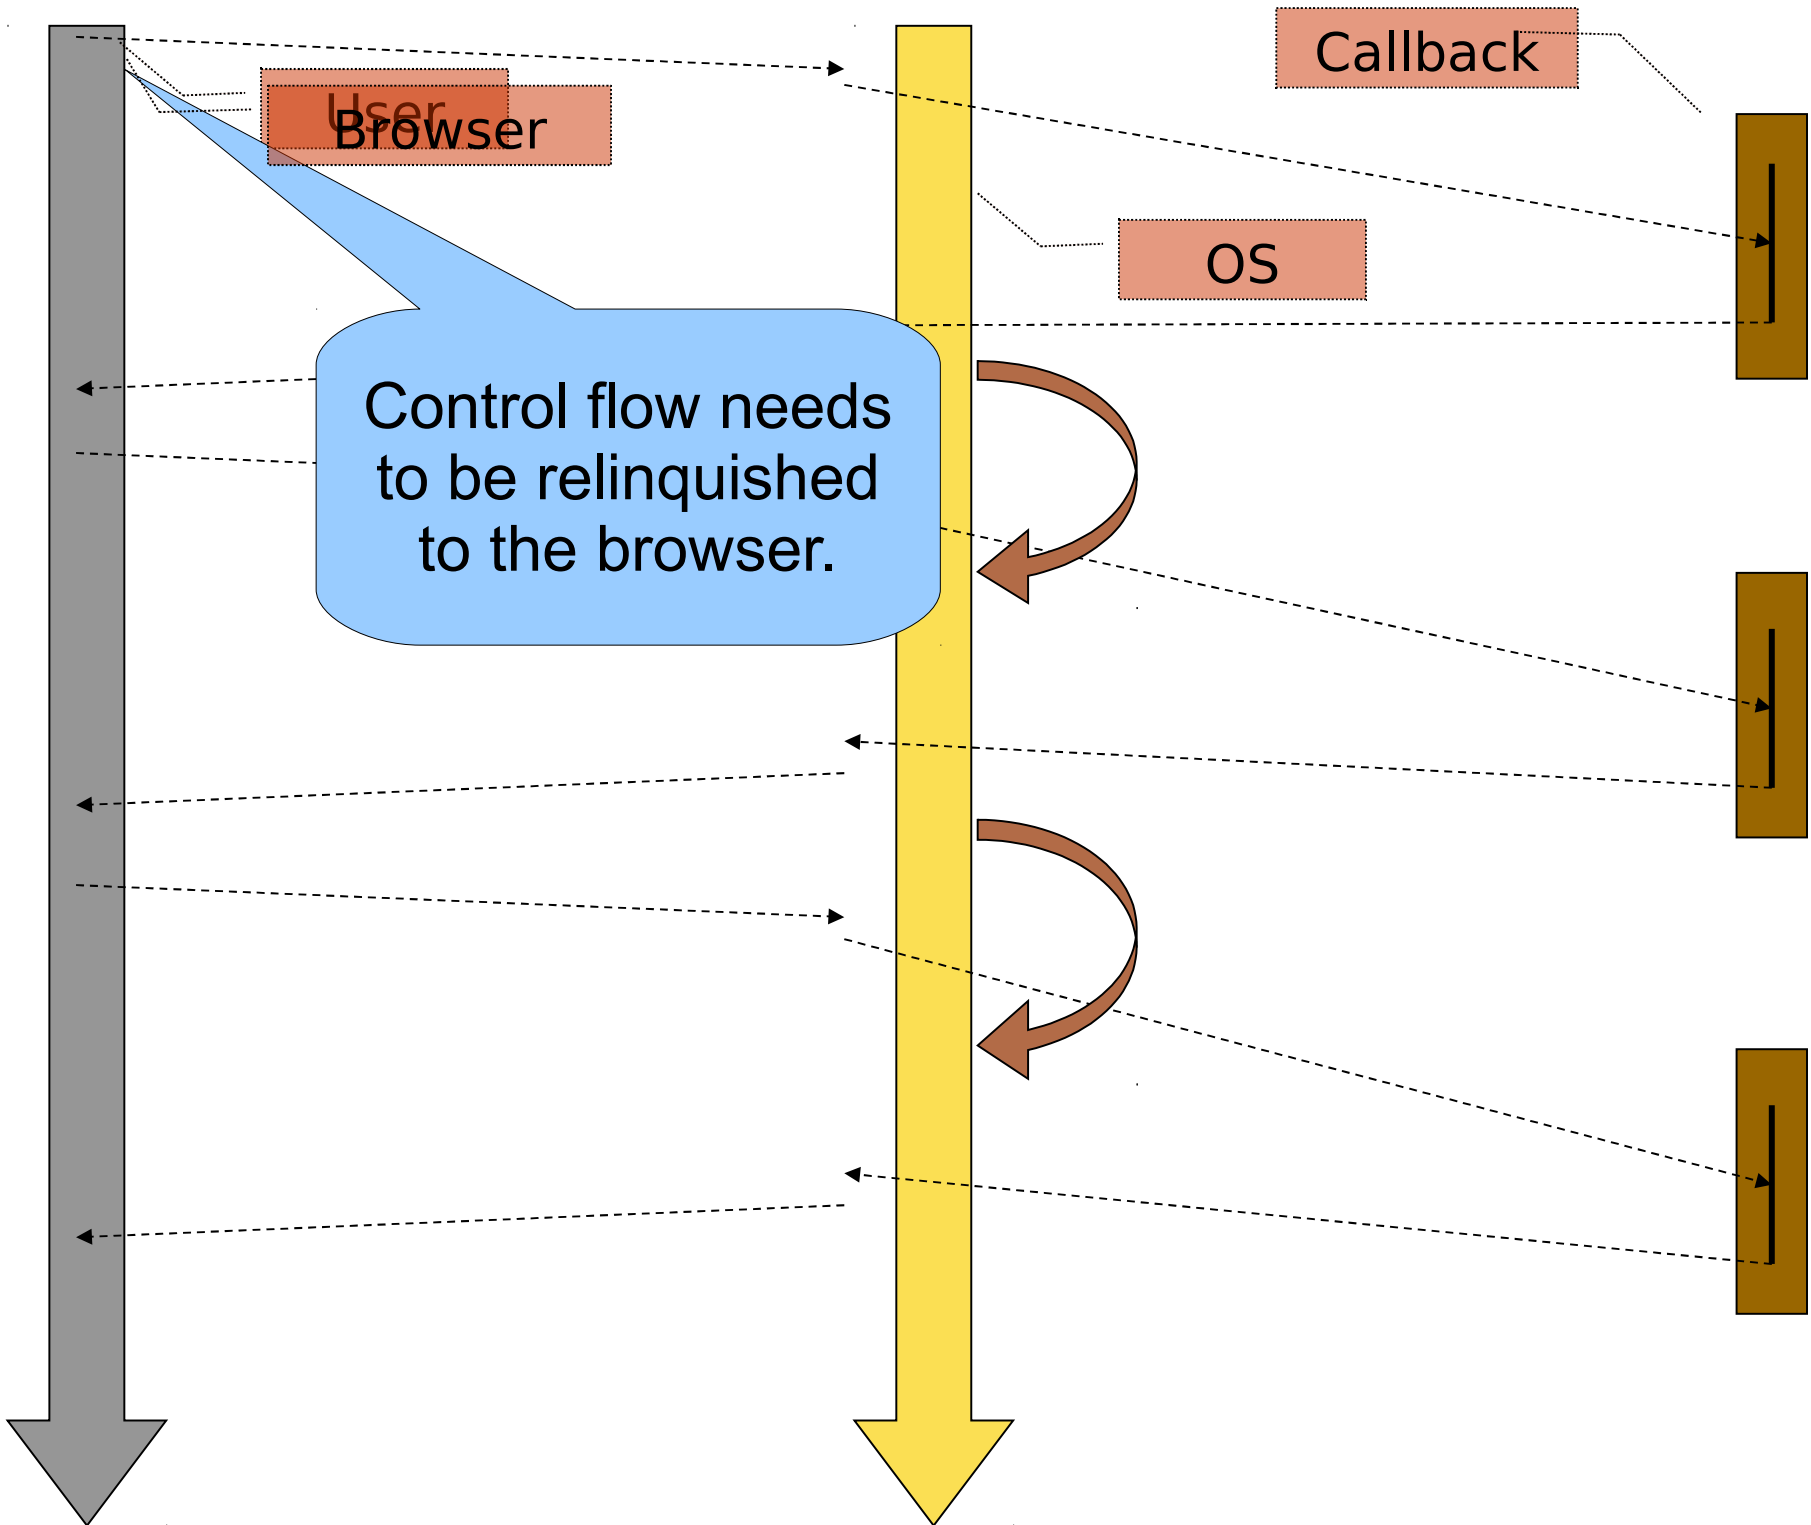 Callback
User
Browser
OS
Control flow needs
to be relinquished
to the browser.